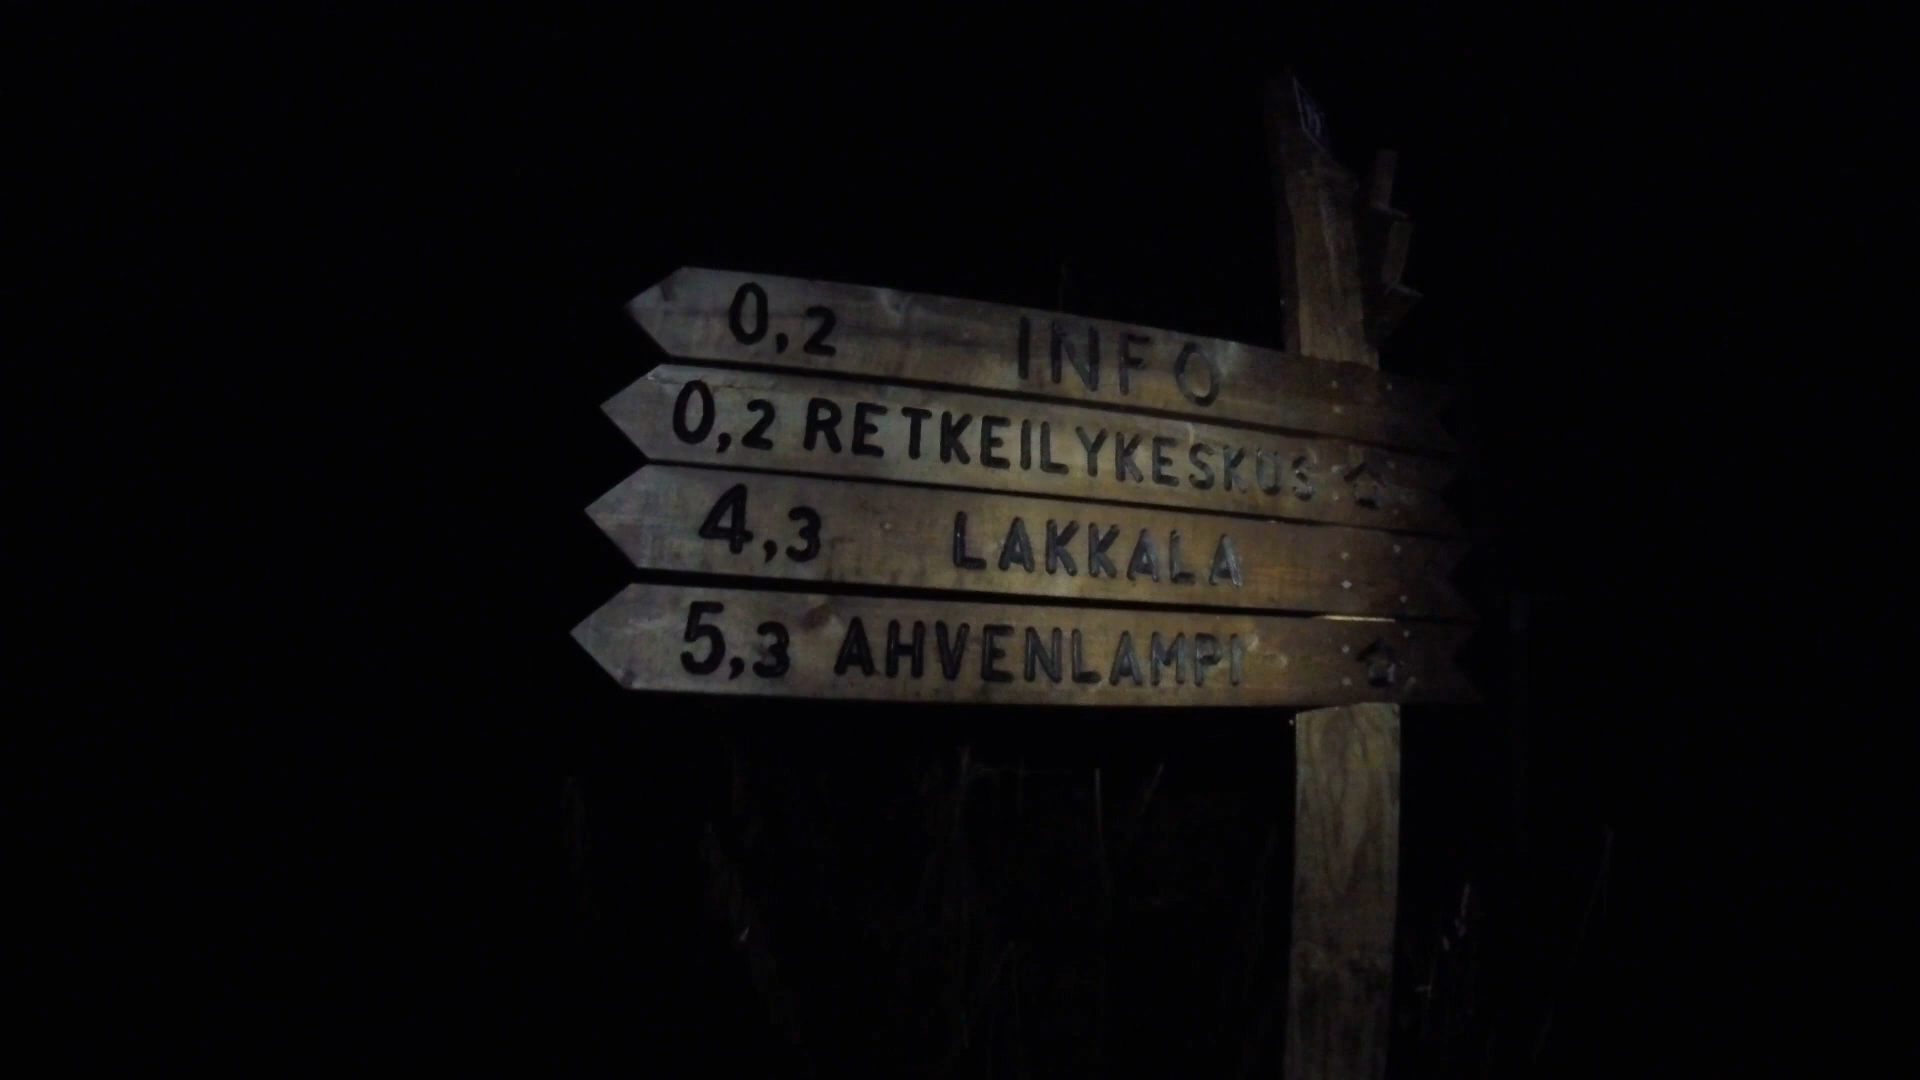 0,2 INFO
0,2 RETKEILYKESKUS
4,3 LAKKALA
5,3 AHVENLAMPI